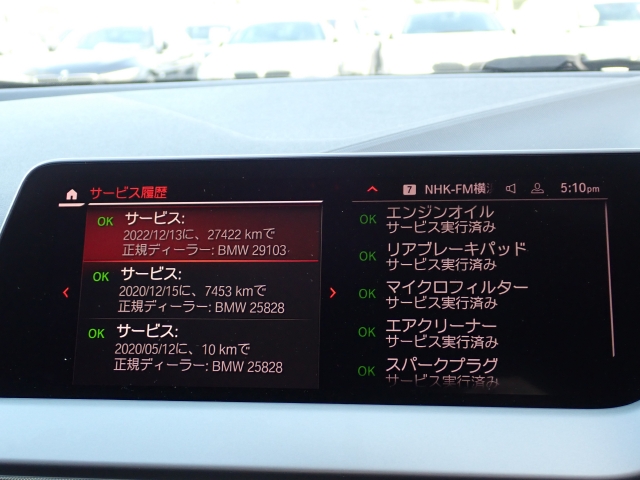 サービス履歴
7 NHK-FM横 5:10pm
OK サービス:
2022/12/13に、27422 kmで
正規ディーラー: BMW 29103
OK サービス:
2020/12/15に、7453 kmで
正規ディーラー: BMW 25828
OK サービス:
2020/05/12に、10 kmで
正規ディーラー: BMW 25828
OK エンジンオイル
サービス実行済み
OK リアブレーキパッド
サービス実行済み
OK マイクロフィルター
サービス実行済み
OK エアクリーナー
サービス実行済み
OK スパークプラグ
サービス実行済み